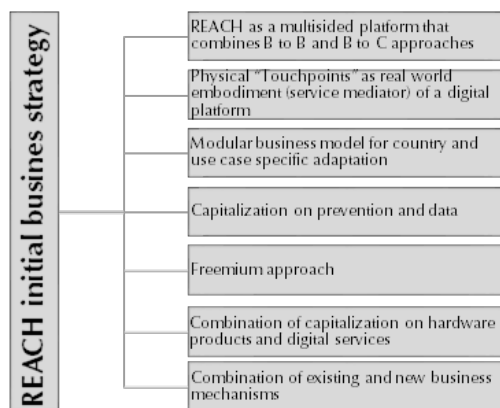 REACH initial busines strategy
REACH as a multisided platform that
combines B to B and B to C approaches
Physical “Touchpoints” as real world
embodiment (service mediator) of a digital
platform
Modular business model for country and
use case specific adaptation
Capitalization on prevention and data
Freemium approach
Combination of capitalization on hardware
products and digital services
Combination of existing and new business
mechanisms